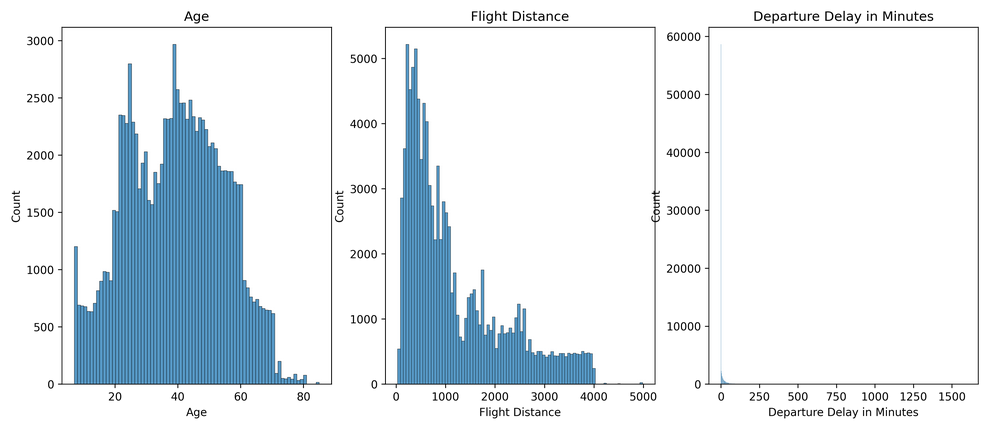 Age
Count
3000
2500
2000
1500
1000
500
0
20 40 60 80
Age
Flight Distance
Count
5000
4000
3000
2000
1000
0
0 1000 2000 3000 4000 5000
Flight Distance
Departure Delay in Minutes
Count
60000
50000
40000
30000
20000
10000
0
0 250 500 750 1000 1250 1500
Departure Delay in Minutes